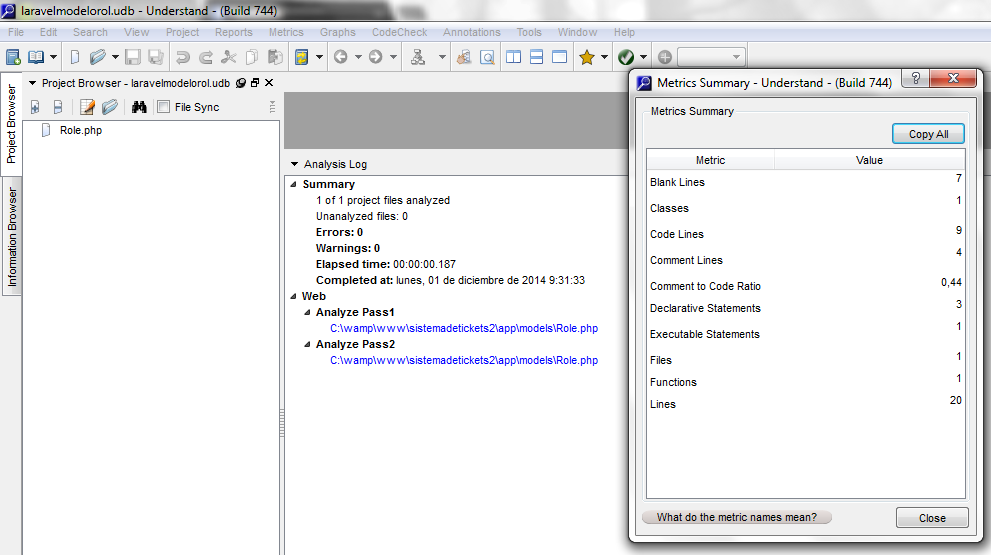 laravelmodelorol.udb - Understand - (Build 744)
File Edit Search View Project Reports Metrics Graphs CodeCheck Annotations Tools Window Help
Project Browser
Information Browser
Project Browser - laravelmodelorol.udb
File Sync
Role.php
Analysis Log
Summary
1 of 1 project files analyzed
Unanalyzed files: 0
Errors: 0
Warnings: 0
Elapsed time: 00:00:00.187
Completed at: lunes, 01 de diciembre de 2014 9:31:33
Web
Analyze Pass1
C:\wamp\www\sistemadetickets2\app\models\Role.php
Analyze Pass2
C:\wamp\www\sistemadetickets2\app\models\Role.php
Metrics Summary - Understand - (Build 744)
Metrics Summary
Copy All
Metric Value
Blank Lines 7
Classes 1
Code Lines 9
Comment Lines 4
Comment to Code Ratio 0,44
Declarative Statements 3
Executable Statements 1
Files 1
Functions 1
Lines 20
What do the metric names mean?
Close